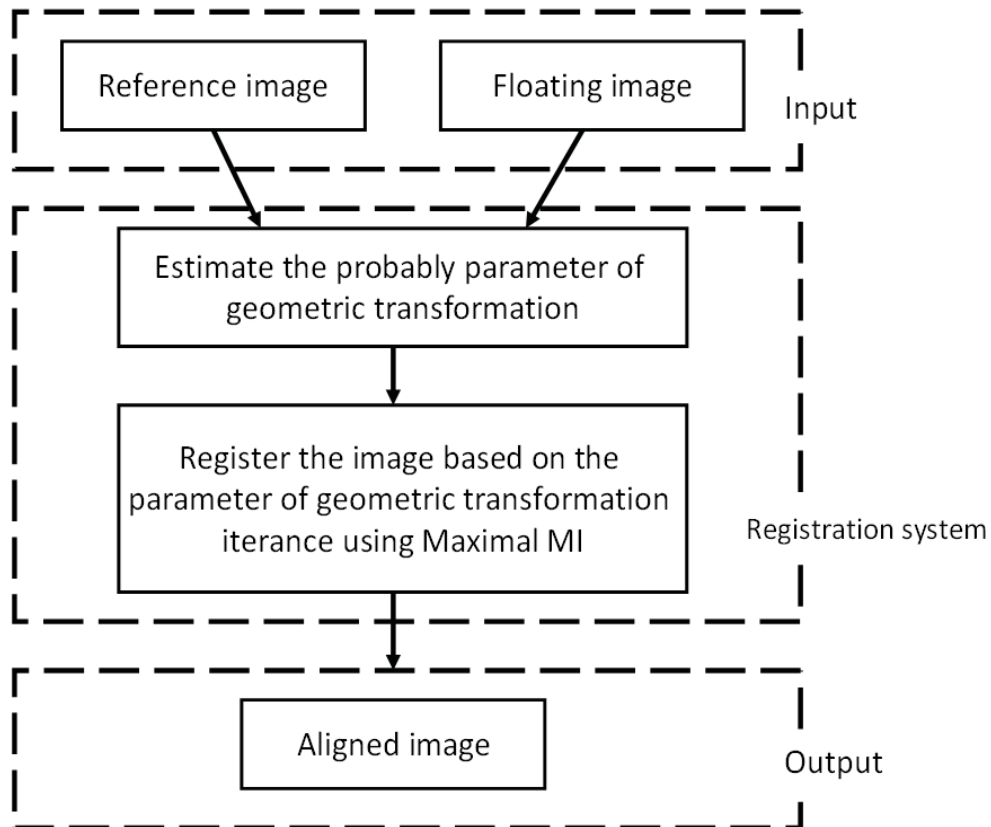 Reference image
Floating image
Input
Estimate the probably parameter of
geometric transformation
Register the image based on the
parameter of geometric transformation
iterance using Maximal MI
Registration system
Aligned image
Output